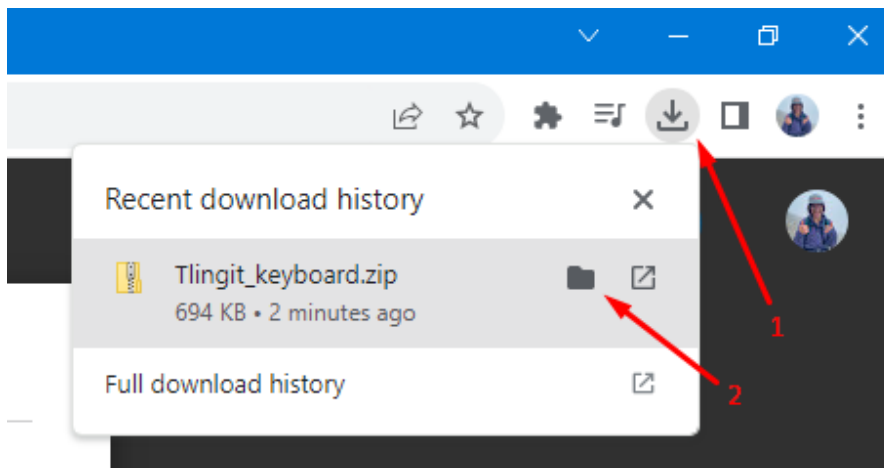 Recent download history
Tlingit_keyboard.zip
694 KB • 2 minutes ago
1
Full download history
2